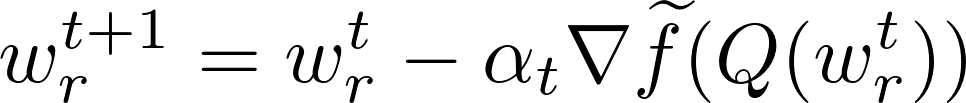 $w_r^{t+1} = w_r^t - \alpha_t \nabla \widetilde{f}(Q(w_r^t))$